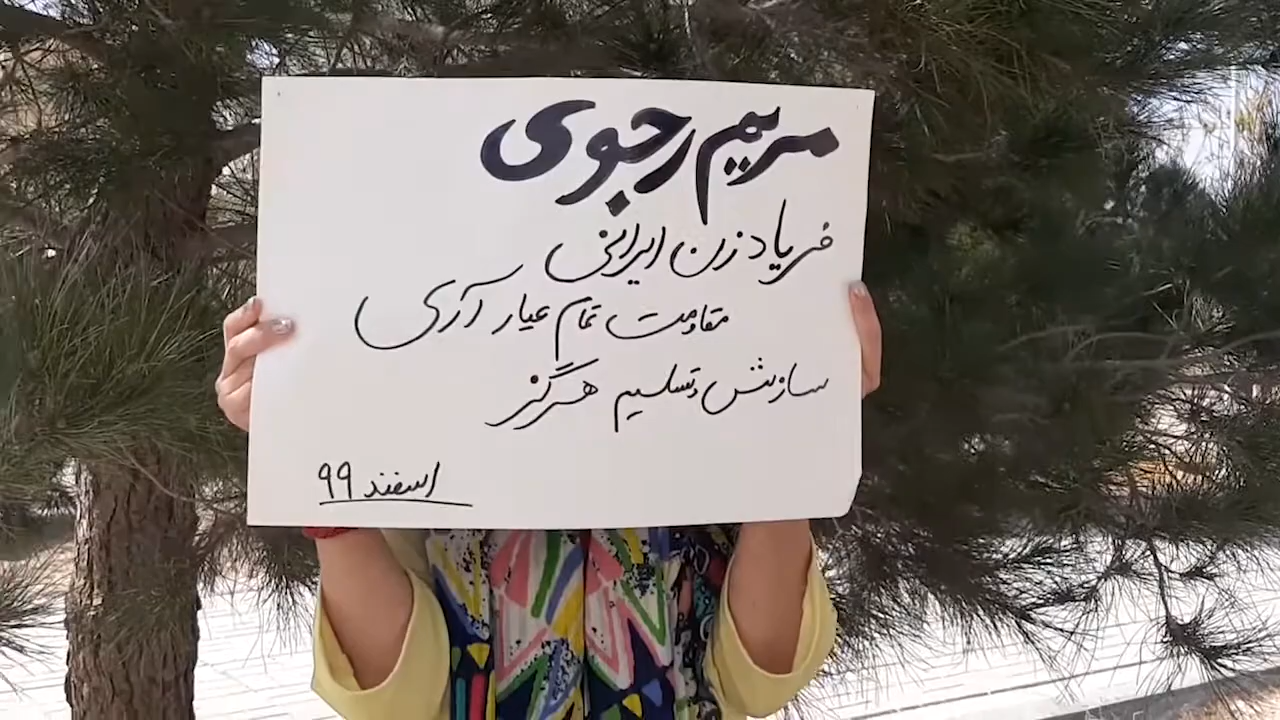 مریم رجوی
فریاد زن ایرانی
مقاومت تمام عیار آری
سازش و تسلیم هرگز
اسفند ۹۹